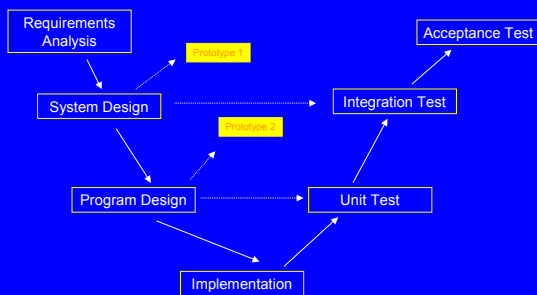 Requirements
Analysis
Acceptance Test
Prototype 1
System Design
Integration Test
Prototype 2
Program Design
Unit Test
Implementation